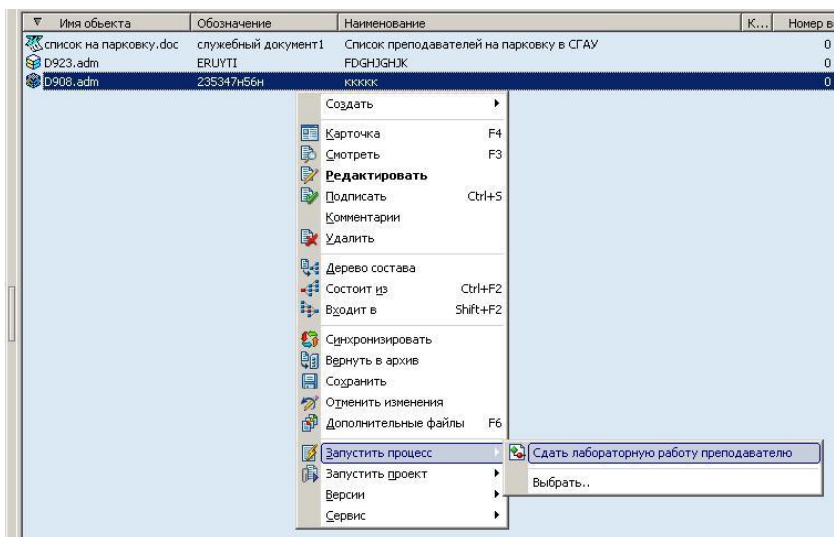 Имя объекта Обозначение Наименование К... Номер в
список на парковку.doc служебный документ1 Список преподавателей на парковку в СГАУ 0
D923.adm ERUYTI FDGHJGHJK 0
D908.adm 235347н56н ккккк 0
Создать
Карточка F4
Смотреть F3
Редактировать
Подписать Ctrl+S
Комментарии
Удалить
Дерево состава
Состоит из Ctrl+F2
Входит в Shift+F2
Синхронизировать
Вернуть в архив
Сохранить
Отменить изменения
Дополнительные файлы F6
Запустить процесс Сдать лабораторную работу преподавателю
Запустить проект Выбрать..
Версии
Сервис